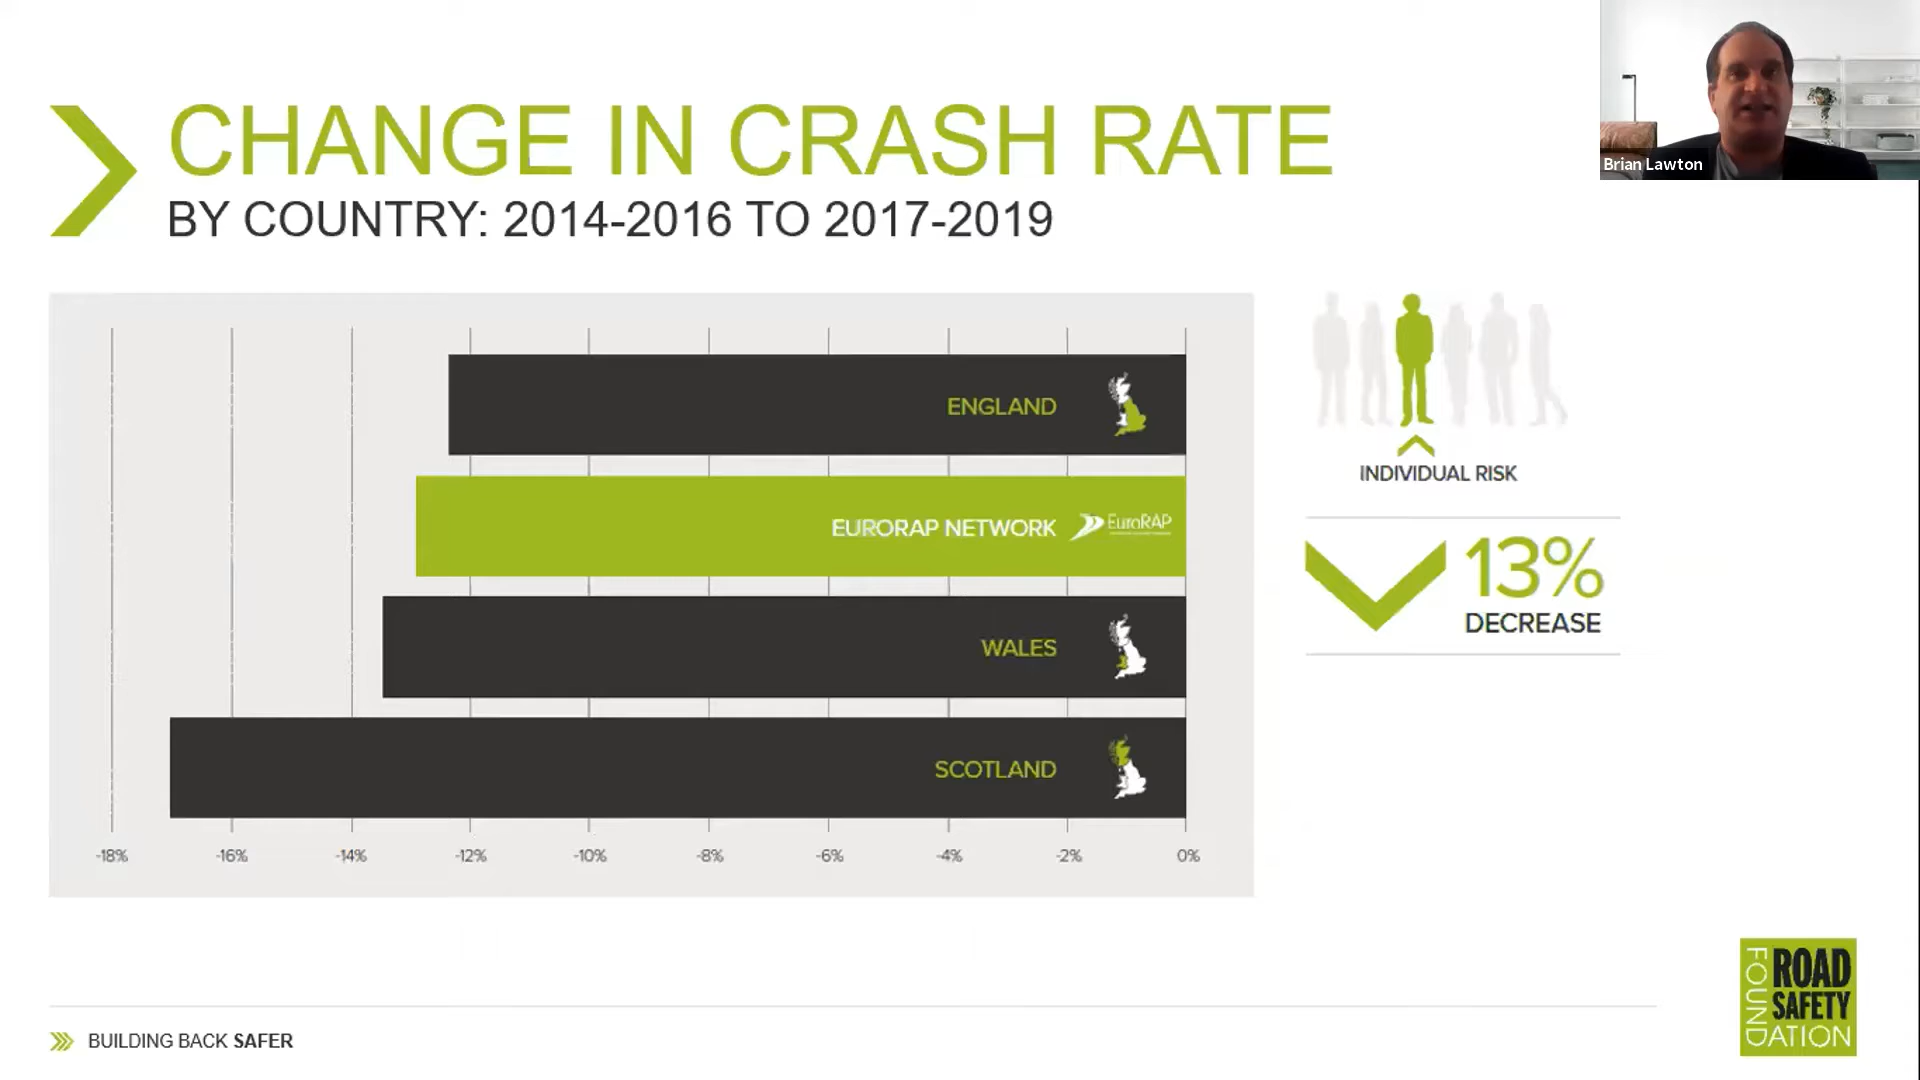 CHANGE IN CRASH RATE
BY COUNTRY: 2014-2016 TO 2017-2019
Brian Lawton
ENGLAND
EURORAP NETWORK
EuroRAP
WALES
SCOTLAND
-18% -16% -14% -12% -10% -8% -6% -4% -2% 0%
INDIVIDUAL RISK
13%
DECREASE
BUILDING BACK SAFER
ROAD
SAFETY
FOUNDATION